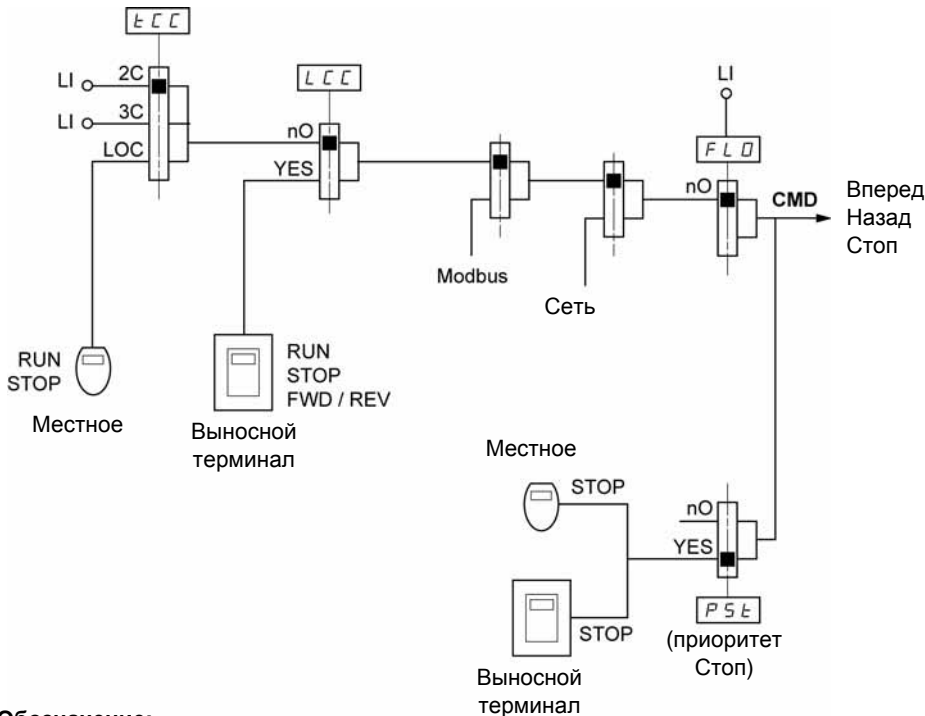 tCC
LCC
LI
LI
2C
LI
3C
LOC
nO
YES
FLO
nO
CMD
Вперед
Назад
Стоп
Modbus
Сеть
RUN
STOP
Местное
RUN
STOP
FWD / REV
Выносной
терминал
Местное
STOP
nO
YES
PSt
(приоритет
Стоп)
STOP
Выносной
терминал